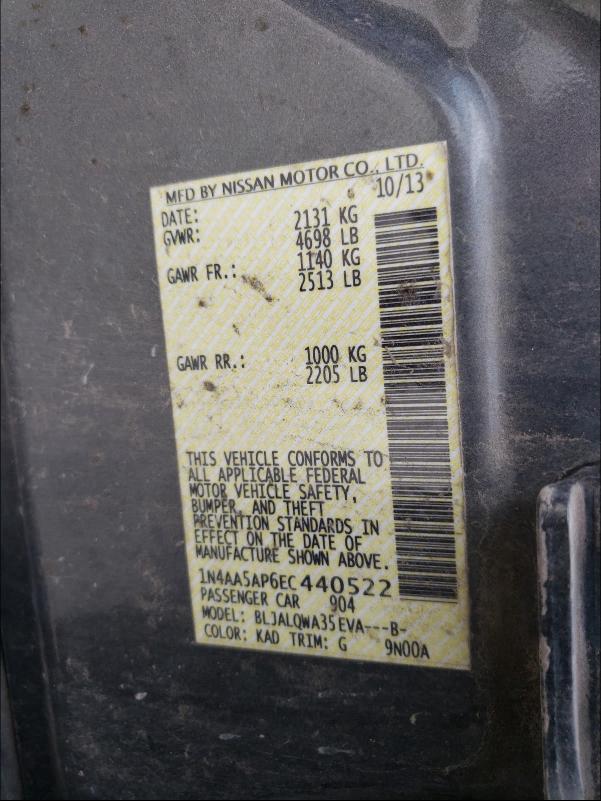 MFD BY NISSAN MOTOR CO., LTD.
DATE: 10/13
GVWR: 2131 KG
4698 LB
GAWR FR.: 1140 KG
2513 LB
GAWR RR.: 1000 KG
2205 LB
THIS VEHICLE CONFORMS TO
ALL APPLICABLE FEDERAL
MOTOR VEHICLE SAFETY,
BUMPER, AND THEFT
PREVENTION STANDARDS IN
EFFECT ON THE DATE OF
MANUFACTURE SHOWN ABOVE.
1N4AA5AP6EC440522
PASSENGER CAR 904
MODEL: BLJALQWA35EVA---B-
COLOR: KAD TRIM: G 9N00A